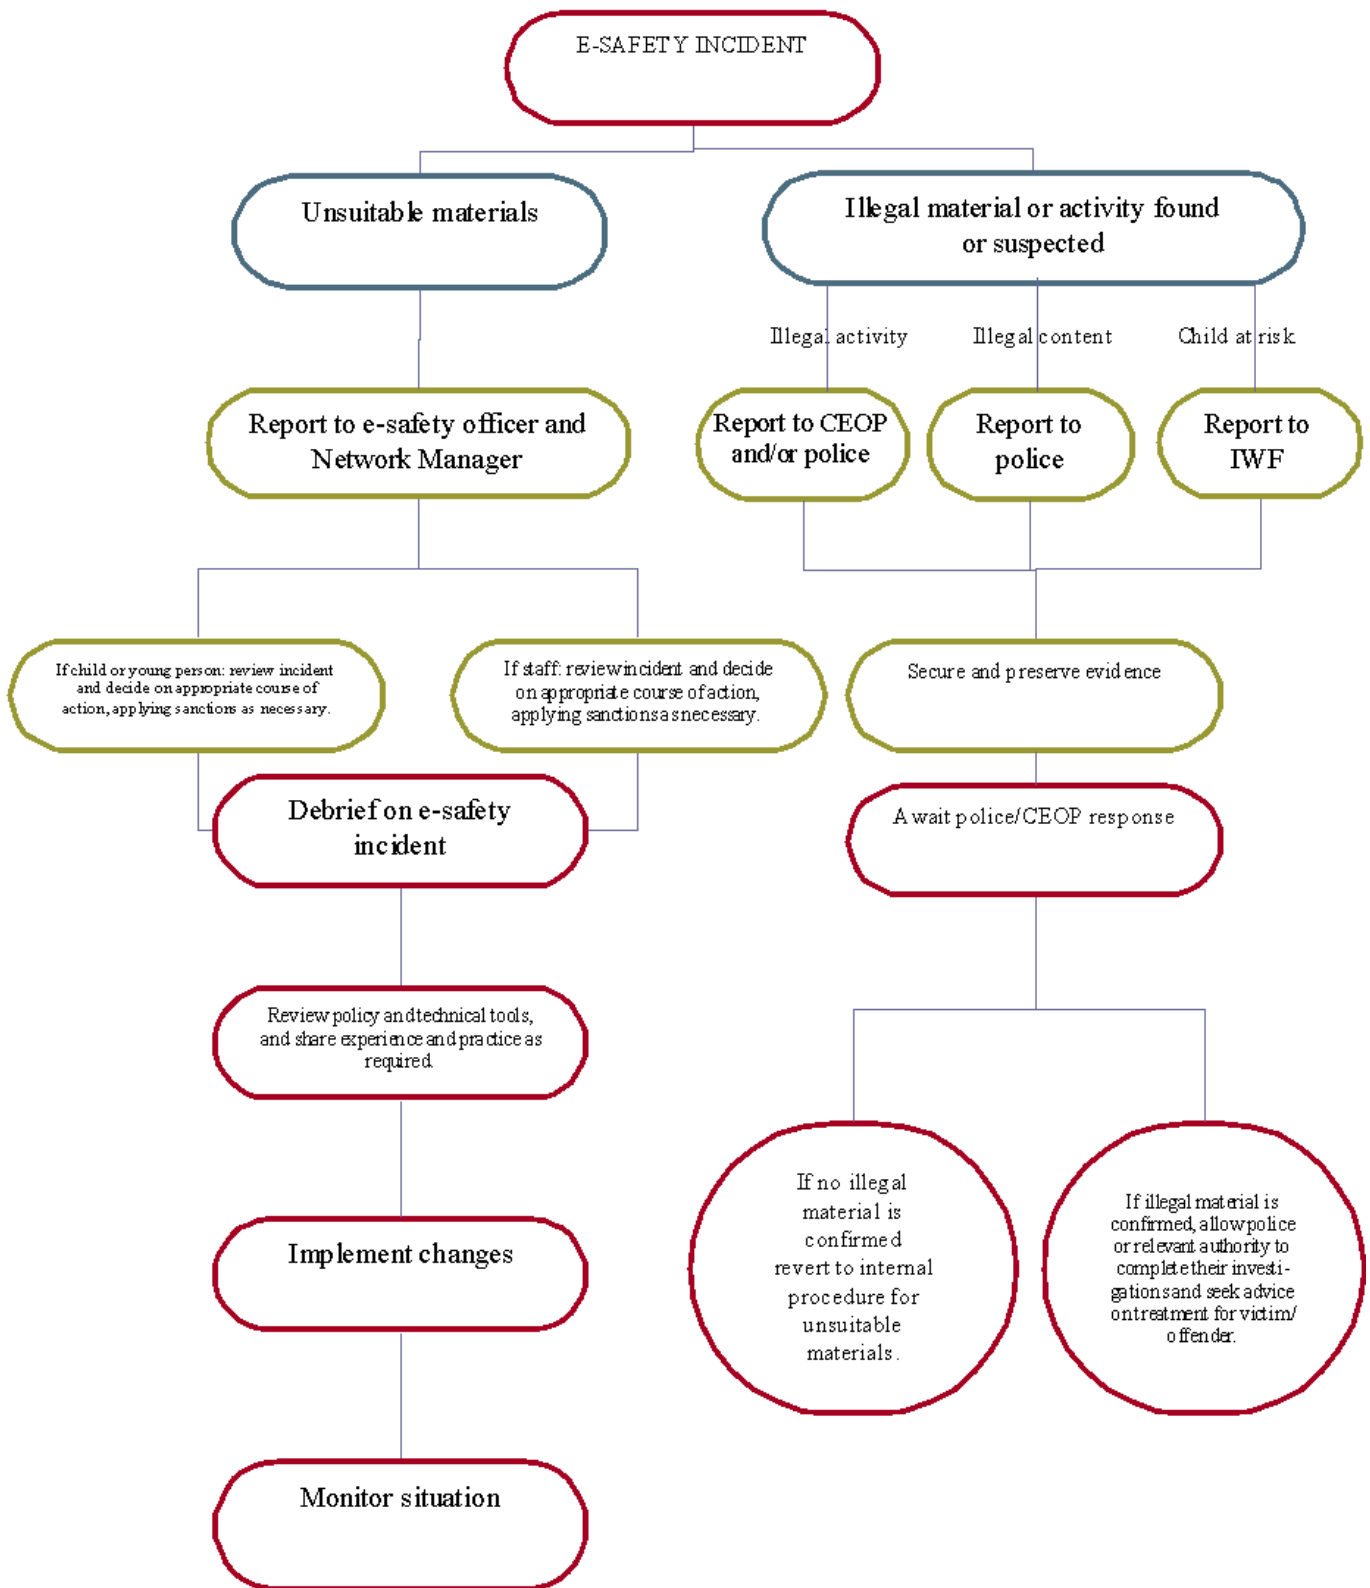 E-SAFETY INCIDENT
Unsuitable materials
Illegal material or activity found
or suspected
Illegal activity
Illegal content
Child at risk
Report to e-safety officer and
Network Manager
Report to CEOP
and/or police
Report to
police
Report to
IWF
If child or young person: review incident
and decide on appropriate course of
action, applying sanctions as necessary.
If staff: review incident and decide
on appropriate course of action,
applying sanctions as necessary.
Secure and preserve evidence
Debrief on e-safety
incident
Await police/CEOP response
Review policy and technical tools,
and share experience and practice as
required.
If no illegal
material is
confirmed
revert to internal
procedure for
unsuitable
materials.
If illegal material is
confirmed, allow police
or relevant authority to
complete their investi-
gations and seek advice
on treatment for victim/
offender.
Implement changes
Monitor situation